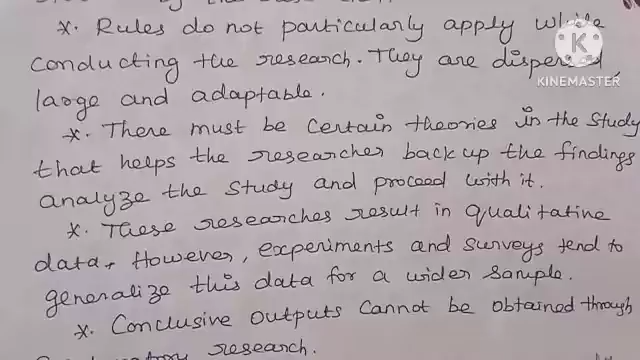 * Rules do not particularly apply while
conducting the research. They are
large and adaptable.
* There must be certain theories in the study
that helps the researcher back up the findings
analyze the study and proceed with it.
* These researches result in qualitative
data. However, experiments and surveys tend to
generalize this data for a wider sample.
* Conclusive outputs cannot be obtained through
research.
KINEMASTER